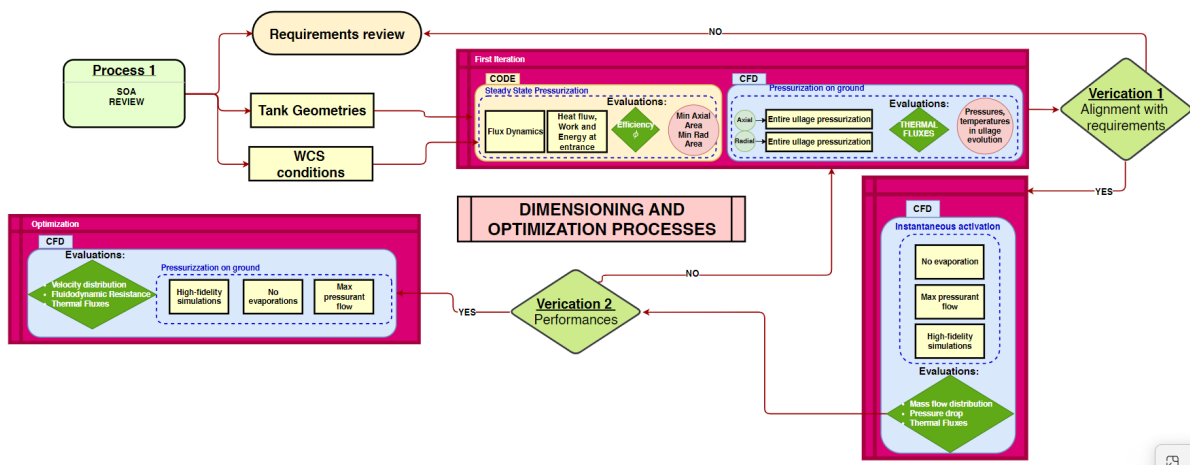 Requirements review
NO
Process 1
SOA
REVIEW
Tank Geometries
WCS
conditions
First Iteration
CODE
Steady State Pressurization
Flux Dynamics
Heat fluw,
Work and
Energy at
entrance
Evaluations:
Efficiency
ϕ
Min Axial
Area
Min Rad
Area
CFD
Pressurization on ground
Axial
Entire ullage pressurization
Radial
Entire ullage pressurization
Evaluations:
THERMAL
FLUXES
Pressures,
temperatures
in ullage
evolution
Verication 1
Alignment with
requirements
YES
DIMENSIONING AND
OPTIMIZATION PROCESSES
CFD
Instantaneous activation
No evaporation
Max pressurant
flow
High-fidelity
simulations
Evaluations:
• Mass flow distribution
• Pressure drop
• Thermal Fluxes
NO
Verication 2
Performances
YES
Optimization
CFD
Evaluations:
• Velocity distribution
• Fluidodynamic Resistance
• Thermal Fluxes
Pressurizzation on ground
High-fidelity
simulations
No
evaporations
Max
pressurant
flow